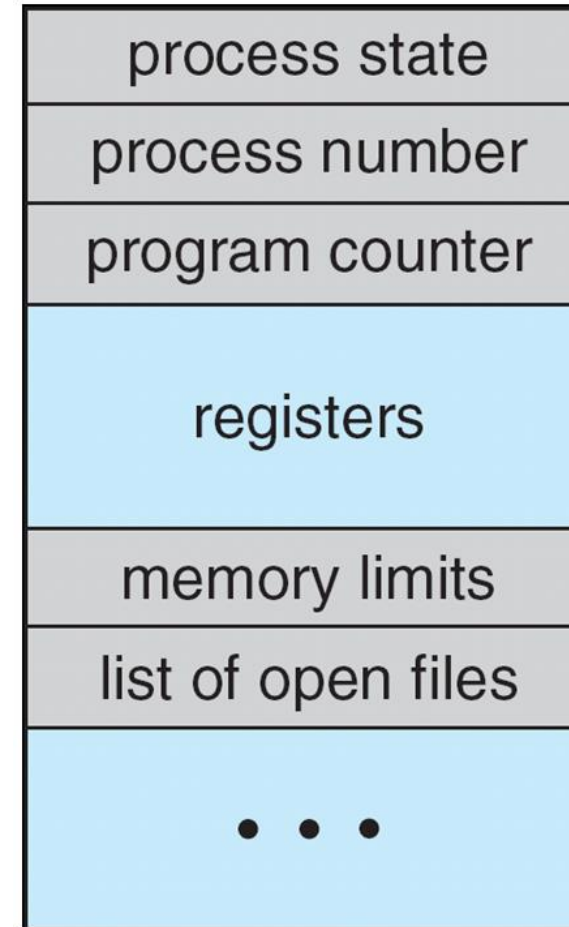 process state
process number
program counter
registers
memory limits
list of open files
• • •